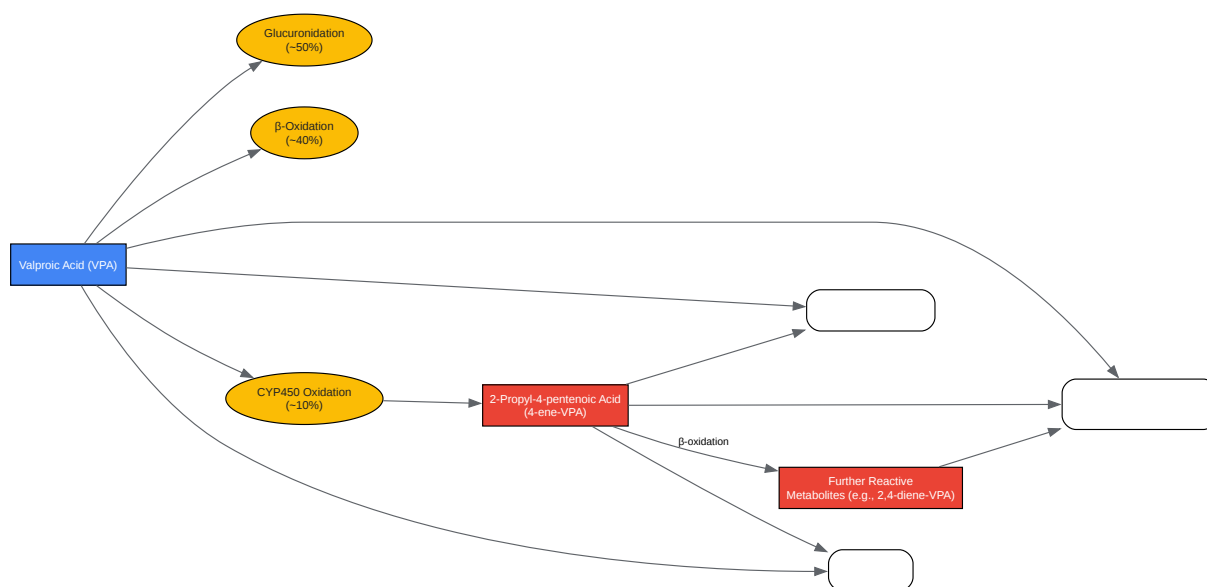 Glucuronidation
(~50%)
β-Oxidation
(~40%)
Valproic Acid (VPA)
CYP450 Oxidation
(~10%)
2-Propyl-4-pentenoic Acid
(4-ene-VPA)
β-oxidation
Further Reactive
Metabolites (e.g., 2,4-diene-VPA)